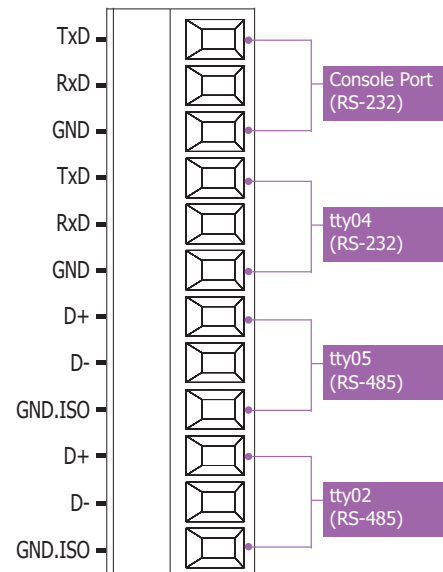 TxD
RxD
GND
Console Port
(RS-232)
TxD
RxD
GND
tty04
(RS-232)
D+
D-
GND.ISO
tty05
(RS-485)
D+
D-
GND.ISO
tty02
(RS-485)